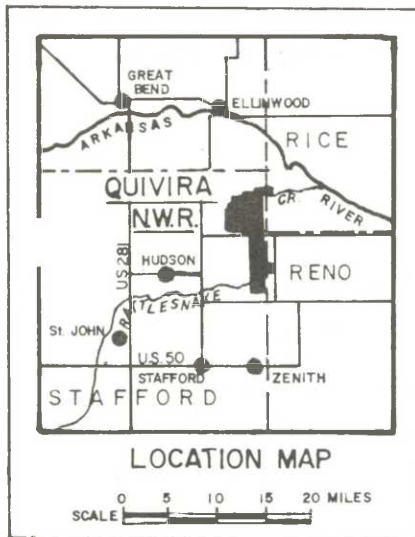 GREAT
BEND
ELLINWOOD
ARKANSAS
RICE
QUIVIRA
CR. RIVER
N.W.R.
US 281
HUDSON
RENO
RATTLESNAKE
St. JOHN
U.S. 50
STAFFORD
ZENITH
STAFFORD
LOCATION MAP
0 5 10 15 20 MILES
SCALE